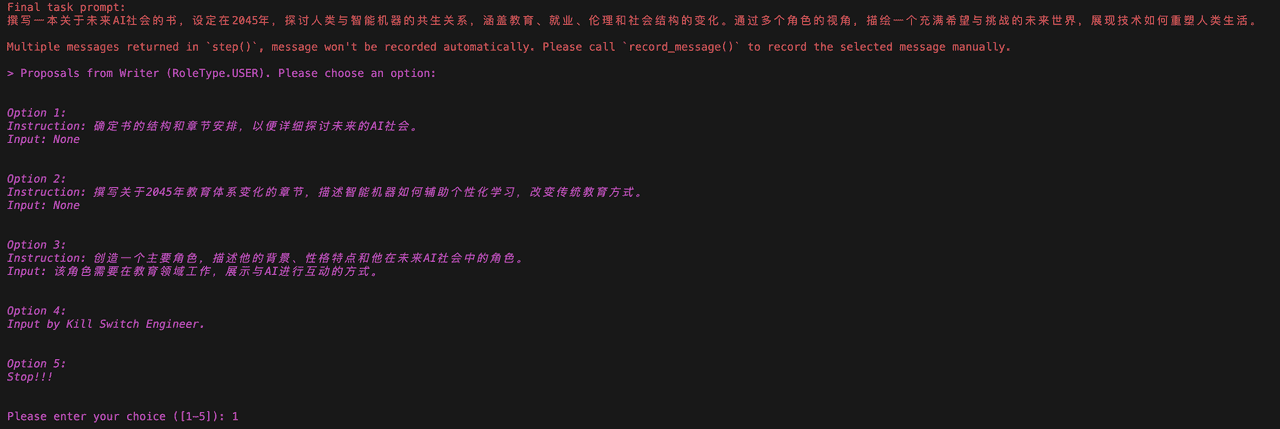 Final task prompt:
撰写一本关于未来AI社会的书，设定在2045年，探讨人类与智能机器的共生关系，涵盖教育、就业、伦理和社会结构的变化。通过多个角色的视角，描绘一个充满希望与挑战的未来世界，展现技术如何重塑人类生活。
Multiple messages returned in `step()`, message won't be recorded automatically. Please call `record_message()` to record the selected message manually.
> Proposals from Writer (RoleType.USER). Please choose an option:
Option 1:
Instruction: 确定书的结构和章节安排，以便详细探讨未来的AI社会。
Input: None
Option 2:
Instruction: 撰写关于2045年教育体系变化的章节，描述智能机器如何辅助个性化学习，改变传统教育方式。
Input: None
Option 3:
Instruction: 创造一个主要角色，描述他的背景、性格特点和他在未来AI社会中的角色。
Input: 该角色需要在教育领域工作，展示与AI进行互动的方式。
Option 4:
Input by Kill Switch Engineer.
Option 5:
Stop!!!
Please enter your choice ([1-5]): 1